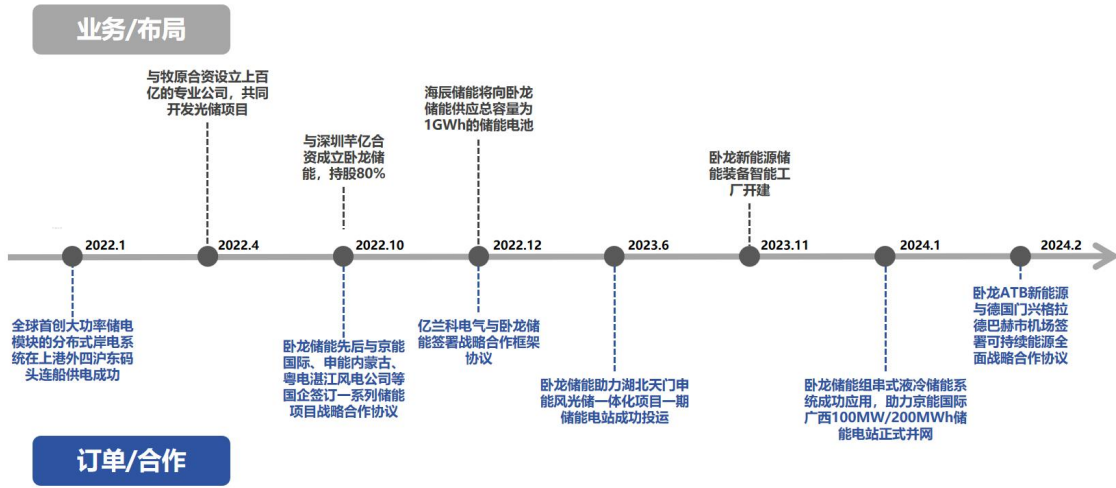 业务/布局
与牧原合资设立上百
亿的专业公司，共同
开发光储项目
与深圳芊亿合
资成立卧龙储
能，持股80%
海辰储能将向卧龙
储能供应总容量为
1GWh的储能电池
卧龙新能源储
能装备智能工
厂开建
2022.1
2022.4
2022.10
2022.12
2023.6
2023.11
2024.1
2024.2
全球首创大功率储电
模块的分布式岸电系
统在上港外四沪东码
头连船供电成功
卧龙储能先后与京能
国际、申能内蒙古、
粤电湛江风电公司等
国企签订一系列储能
项目战略合作协议
亿兰科电气与卧龙储
能签署战略合作框架
协议
卧龙储能助力湖北天门申
能风光储一体化项目一期
储能电站成功投运
卧龙储能组串式液冷储能系
统成功应用，助力京能国际
广西100MW/200MWh储
能电站正式并网
卧龙ATB新能源
与德国门兴格拉
德巴赫市机场签
署可持续能源全
面战略合作协议
订单/合作